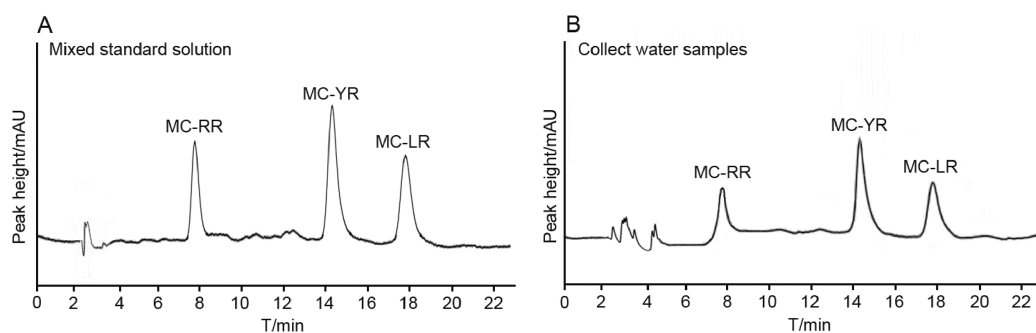 A
Mixed standard solution
MC-YR
MC-RR
MC-LR
Peak height/mAU
0 2 4 6 8 10 12 14 16 18 20 22
T/min
B
Collect water samples
MC-YR
MC-RR
MC-LR
Peak height/mAU
0 2 4 6 8 10 12 14 16 18 20 22
T/min